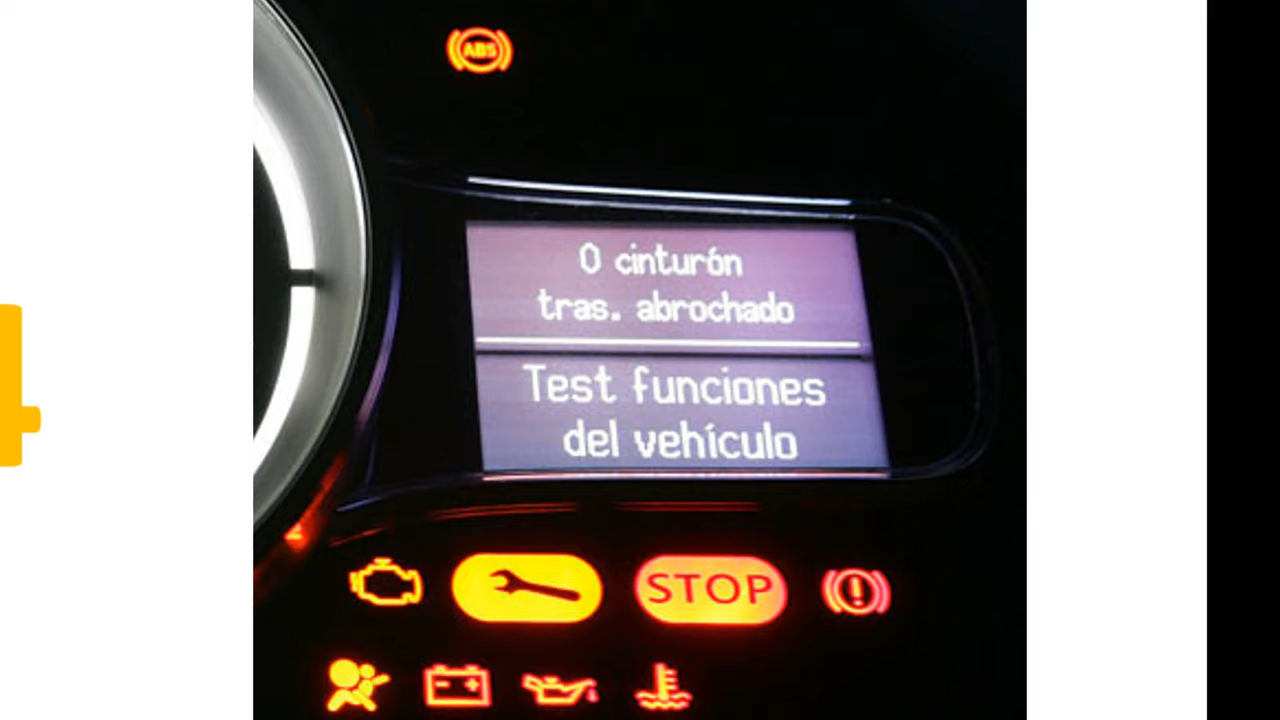 ABS
0 cinturón
tras. abrochado
Test funciones
del vehículo
STOP